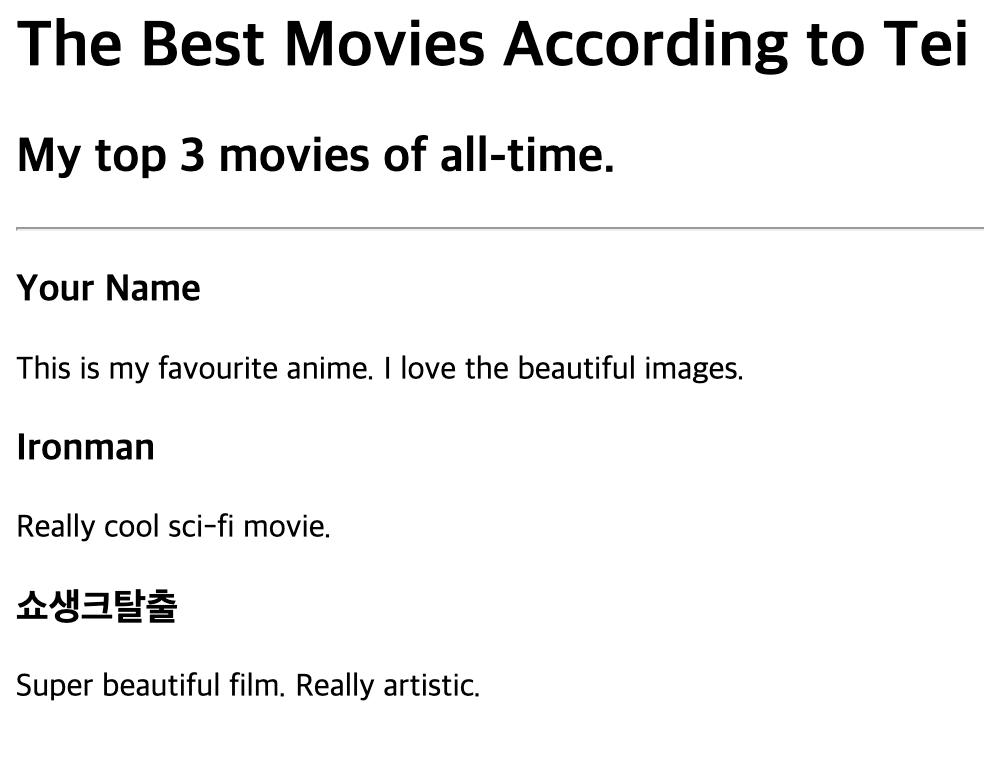 The Best Movies According to Tei
My top 3 movies of all-time.
Your Name
This is my favourite anime. I love the beautiful images.
Ironman
Really cool sci-fi movie.
쇼생크탈출
Super beautiful film. Really artistic.